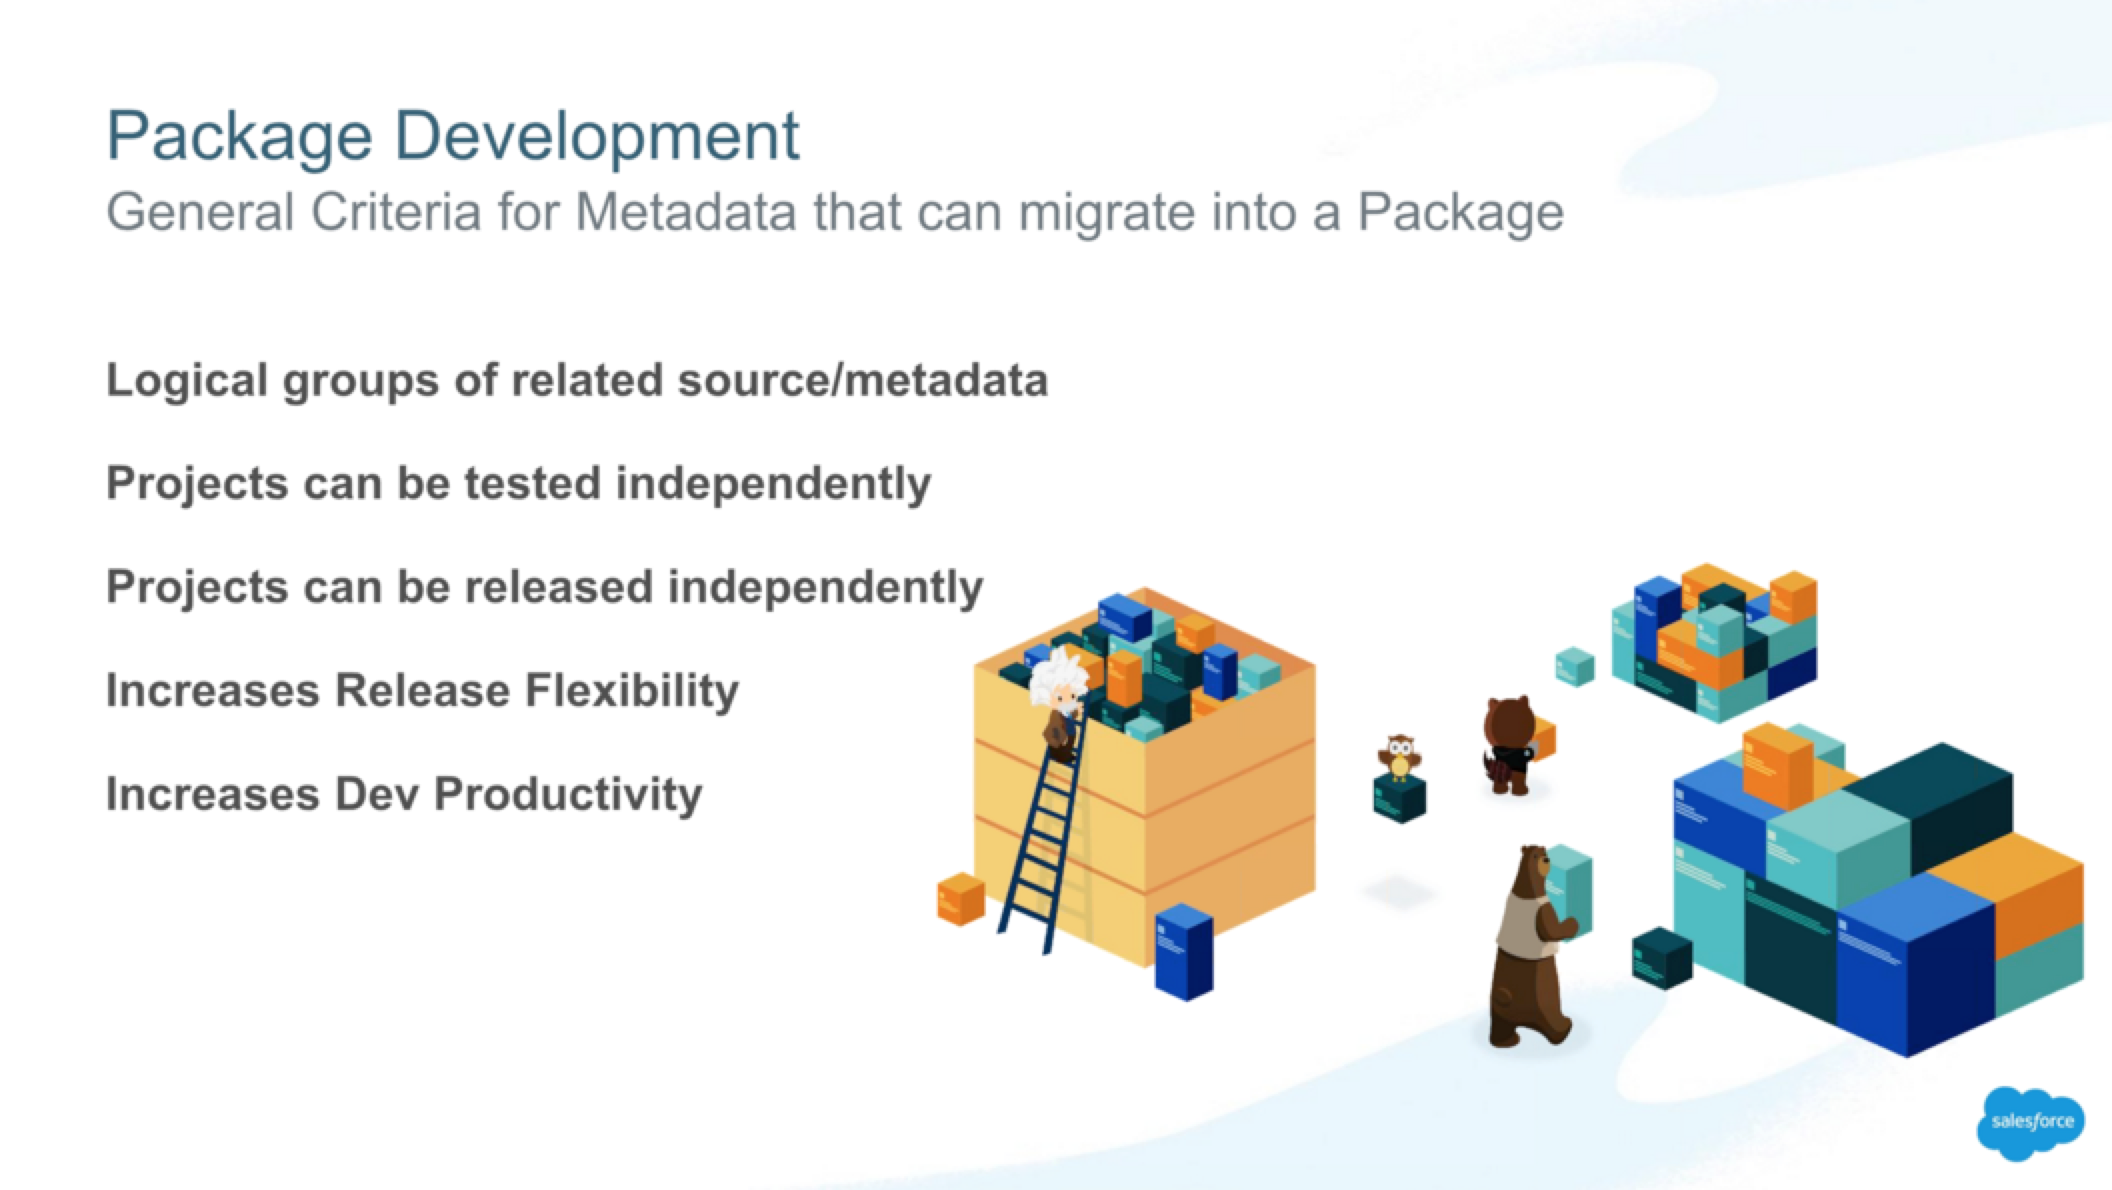 Package Development
General Criteria for Metadata that can migrate into a Package
Logical groups of related source/metadata
Projects can be tested independently
Projects can be released independently
Increases Release Flexibility
Increases Dev Productivity
salesforce